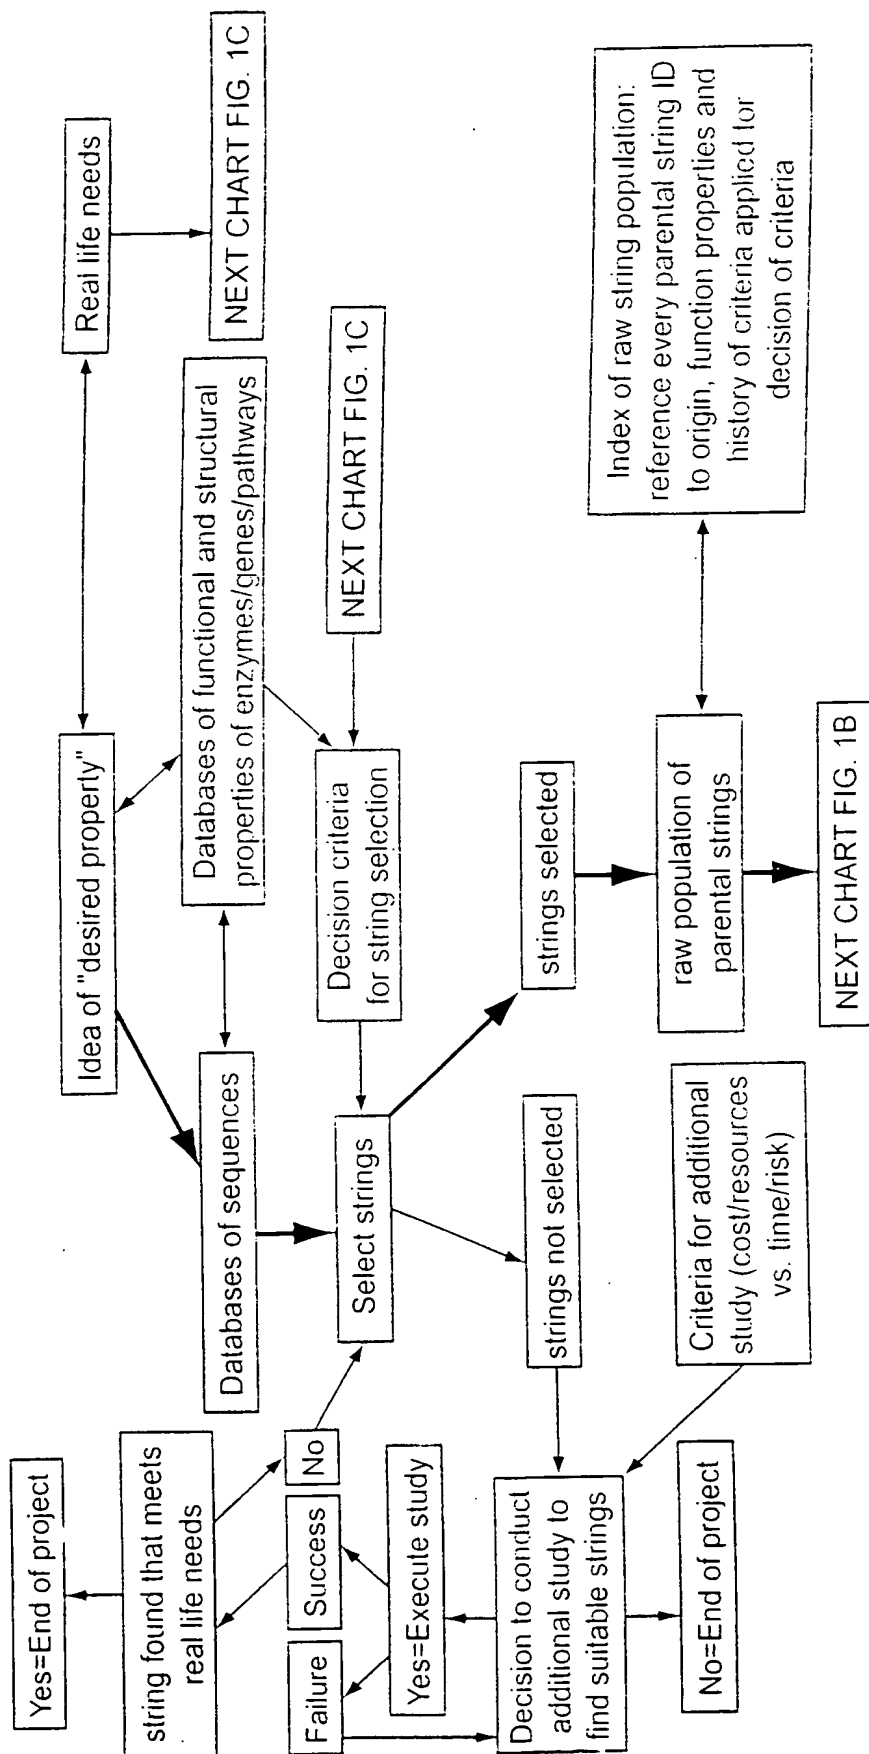 Yes=End of project
string found that meets
real life needs
Failure
Success
No
Yes=Execute study
Decision to conduct
additional study to
find suitable strings
No=End of project
Idea of "desired property"
Real life needs
NEXT CHART FIG. 1C
Databases of sequences
Databases of functional and structural
properties of enzymes/genes/pathways
Select strings
Decision criteria
for string selection
NEXT CHART FIG. 1C
strings not selected
strings selected
Criteria for additional
study (cost/resources
vs. time/risk)
raw population of
parental strings
Index of raw string population:
reference every parental string ID
to origin, function properties and
history of criteria applied for
decision of criteria
NEXT CHART FIG. 1B